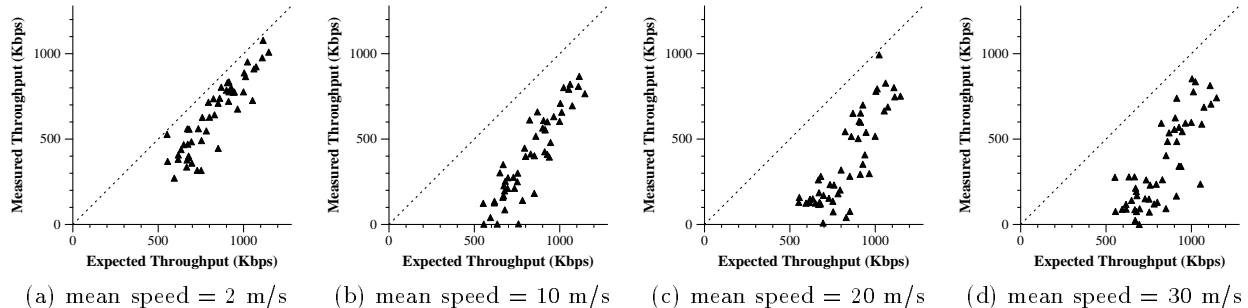 Measured Throughput (Kbps)
1000
500
0
0
500
1000
Expected Throughput (Kbps)
(a) mean speed = 2 m/s
Measured Throughput (Kbps)
1000
500
0
0
500
1000
Expected Throughput (Kbps)
(b) mean speed = 10 m/s
Measured Throughput (Kbps)
1000
500
0
0
500
1000
Expected Throughput (Kbps)
(c) mean speed = 20 m/s
Measured Throughput (Kbps)
1000
500
0
0
500
1000
Expected Throughput (Kbps)
(d) mean speed = 30 m/s